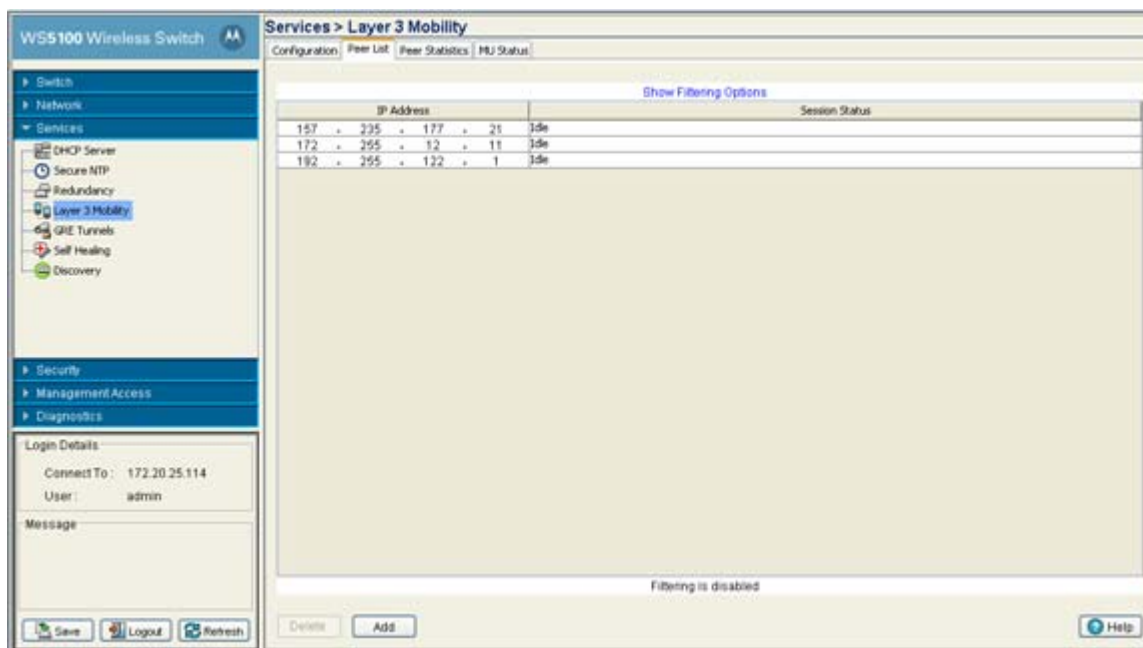 WS5100 Wireless Switch
Services > Layer 3 Mobility
Configuration Peer List Peer Statistics MU Status
Switch
Network
Services
DHCP Server
Secure NTP
Redundancy
Layer 3 Mobility
GRE Tunnels
Self Healing
Discovery
Security
Management Access
Diagnostics
Login Details
Connect To : 172.20.25.114
User : admin
Message
Save Logout Refresh
Show Filtering Options
IP Address Session Status
157 . 235 . 177 . 21 Idle
172 . 255 . 12 . 11 Idle
192 . 255 . 122 . 1 Idle
Filtering is disabled
Delete Add Help